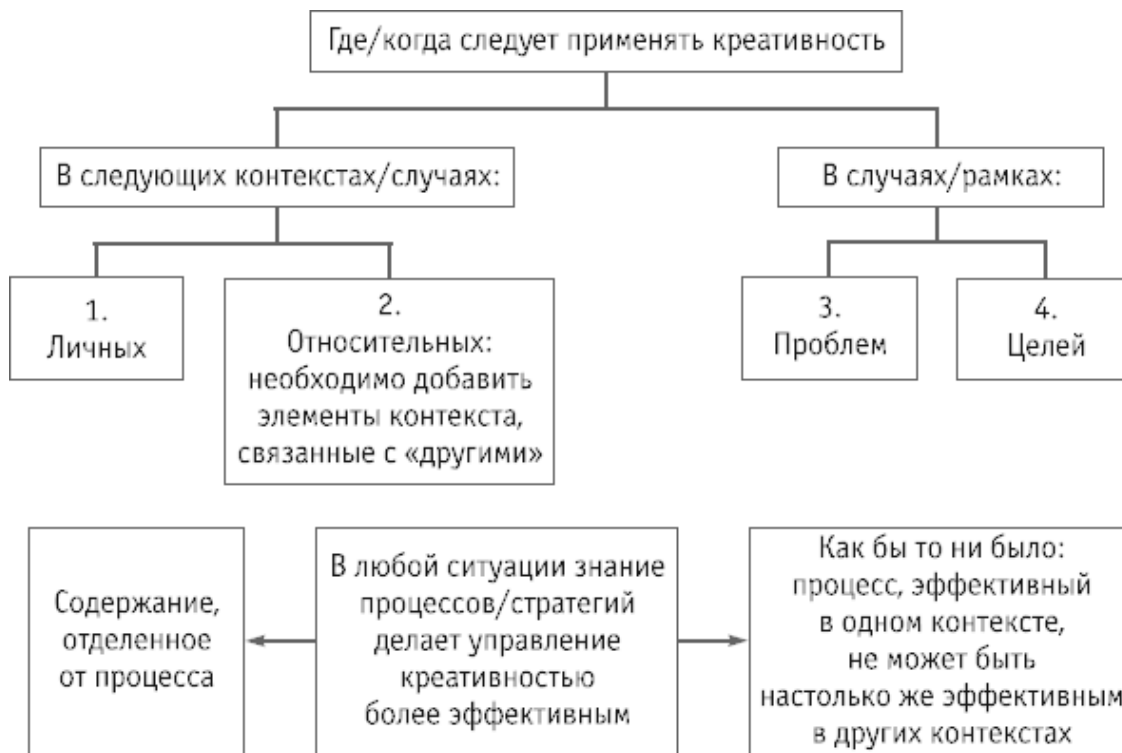 Где/когда следует применять креативность
В следующих контекстах/случаях:
В случаях/рамках:
1.
Личных
2.
Относительных:
необходимо добавить
элементы контекста,
связанные с «другими»
3.
Проблем
4.
Целей
Содержание,
отделенное
от процесса
В любой ситуации знание
процессов/стратегий
делает управление
креативностью
более эффективным
Как бы то ни было:
процесс, эффективный
в одном контексте,
не может быть
настолько же эффективным
в других контекстах